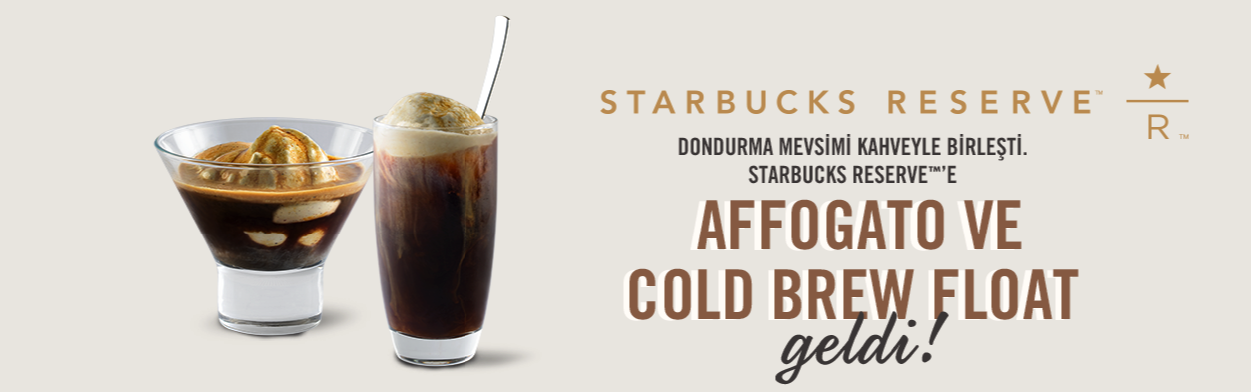 STARBUCKS RESERVE™
R™
DONDURMA MEVSİMİ KAHVEYLE BİRLEŞTİ.
STARBUCKS RESERVE™'E
AFFOGATO VE
COLD BREW FLOAT
geldi!